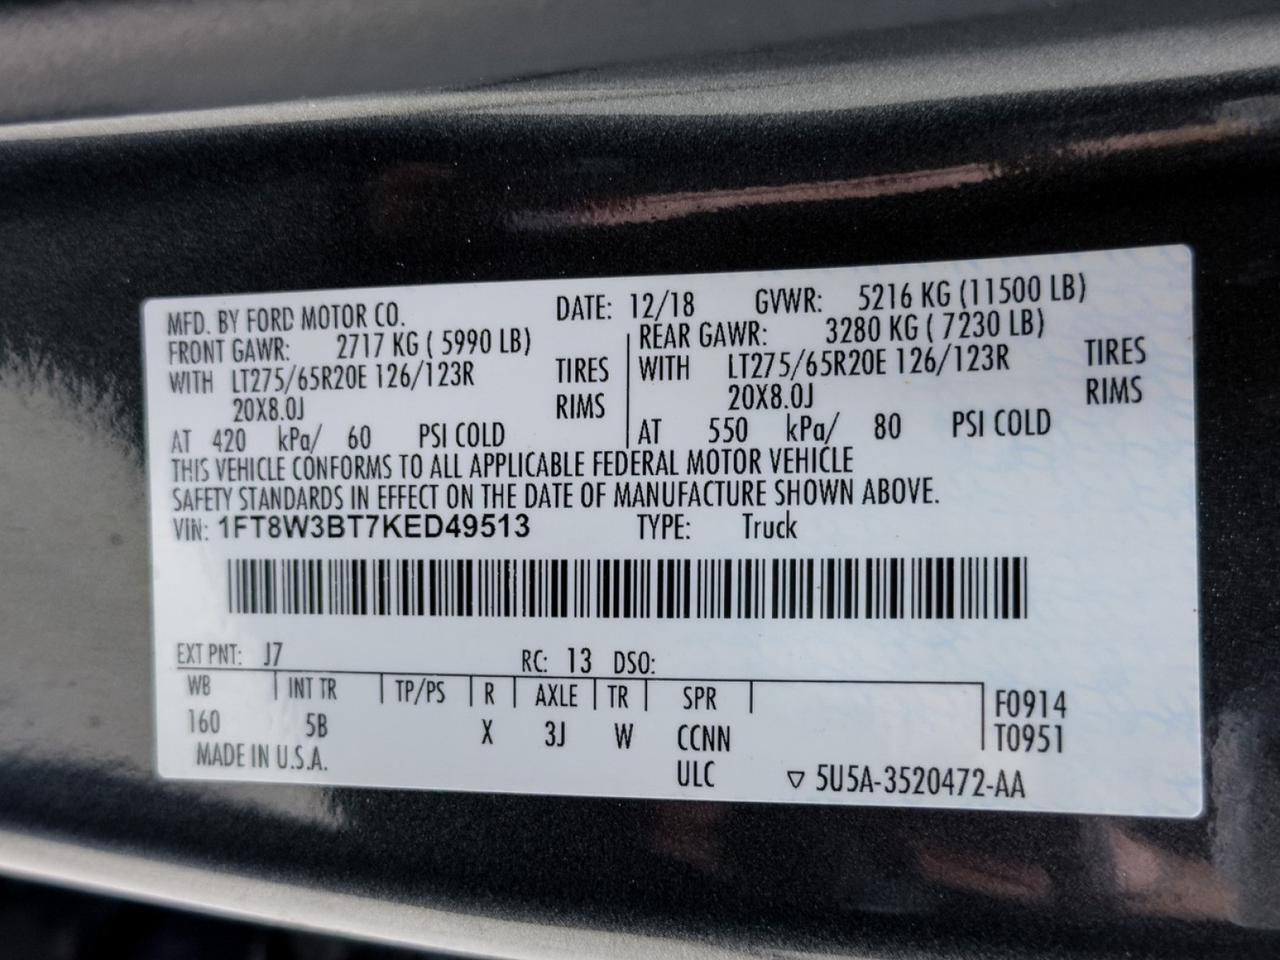 MFD. BY FORD MOTOR CO. DATE: 12/18 GVWR: 5216 KG (11500 LB)
FRONT GAWR: 2717 KG ( 5990 LB) REAR GAWR: 3280 KG ( 7230 LB)
WITH LT275/65R20E 126/123R TIRES WITH LT275/65R20E 126/123R TIRES
20X8.0J RIMS 20X8.0J RIMS
AT 420 kPa/ 60 PSI COLD AT 550 kPa/ 80 PSI COLD
THIS VEHICLE CONFORMS TO ALL APPLICABLE FEDERAL MOTOR VEHICLE
SAFETY STANDARDS IN EFFECT ON THE DATE OF MANUFACTURE SHOWN ABOVE.
VIN: 1FT8W3BT7KED49513 TYPE: Truck
EXT PNT: J7 RC: 13 DSO:
WB INT TR TP/PS R AXLE TR SPR F0914
160 5B X 3J W CCNN T0951
MADE IN U.S.A. ULC ▽ 5U5A-3520472-AA